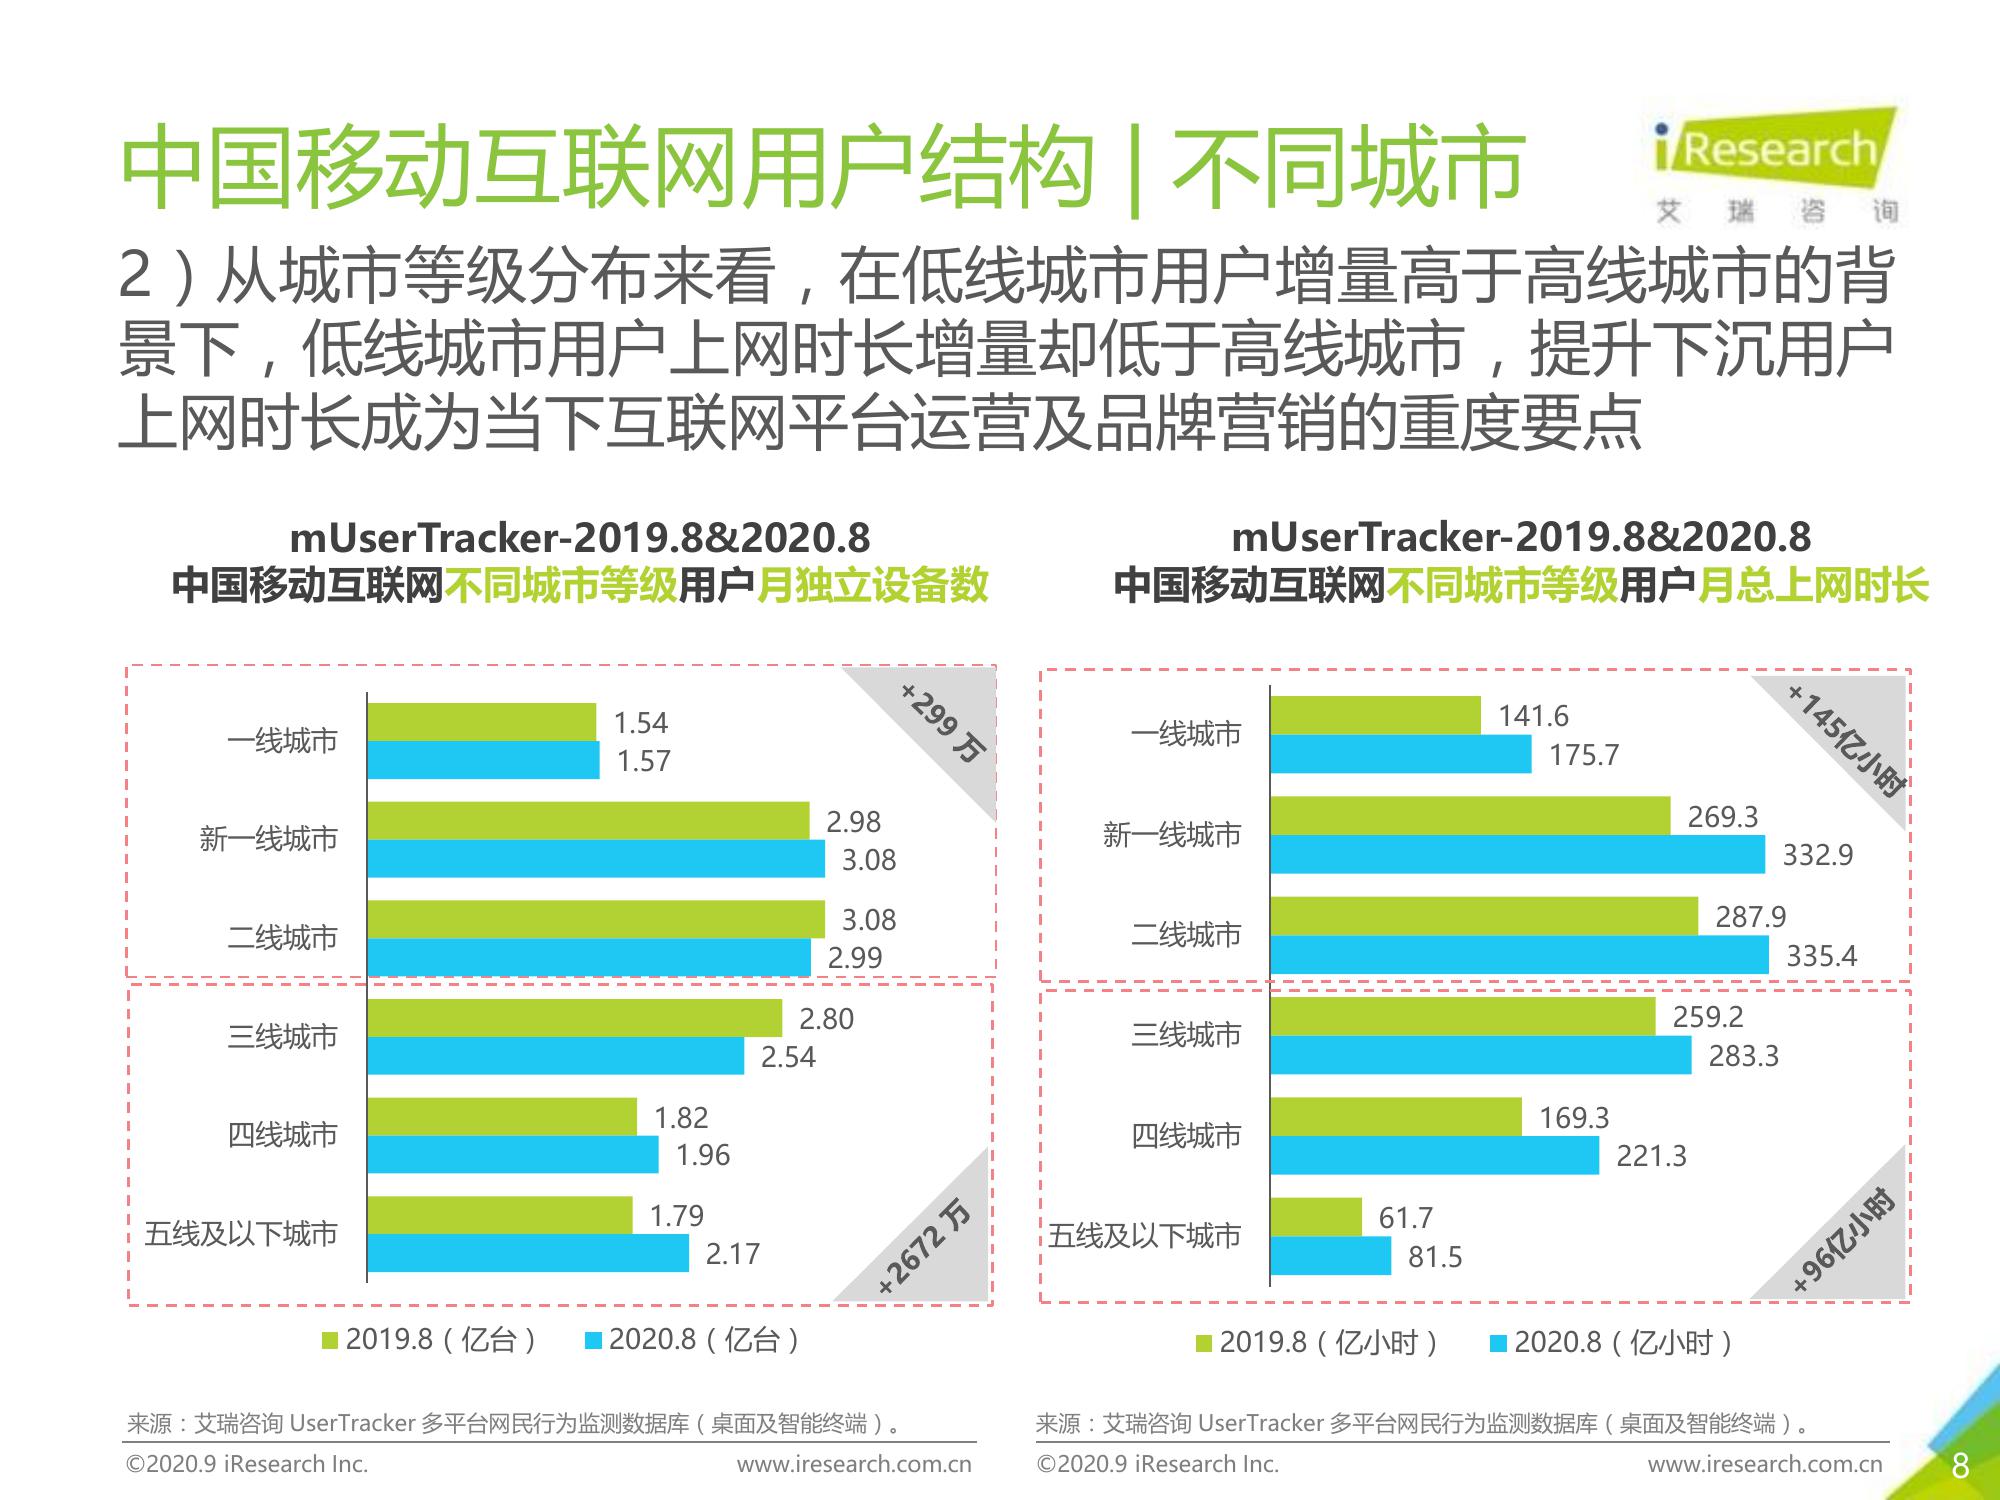 中国移动互联网用户结构 | 不同城市
iResearch
艾 瑞 咨 询
2）从城市等级分布来看，在低线城市用户增量高于高线城市的背
景下，低线城市用户上网时长增量却低于高线城市，提升下沉用户
上网时长成为当下互联网平台运营及品牌营销的重度要点
mUserTracker-2019.8&2020.8
中国移动互联网不同城市等级用户月独立设备数
+299 万
一线城市
1.54
1.57
新一线城市
2.98
3.08
二线城市
3.08
2.99
三线城市
2.80
2.54
四线城市
1.82
1.96
五线及以下城市
1.79
2.17
+2672 万
2019.8（亿台）
2020.8（亿台）
来源：艾瑞咨询 UserTracker 多平台网民行为监测数据库（桌面及智能终端）。
©2020.9 iResearch Inc.
www.iresearch.com.cn
mUserTracker-2019.8&2020.8
中国移动互联网不同城市等级用户月总上网时长
+145亿小时
一线城市
141.6
175.7
新一线城市
269.3
332.9
二线城市
287.9
335.4
三线城市
259.2
283.3
四线城市
169.3
221.3
五线及以下城市
61.7
81.5
+96亿小时
2019.8（亿小时）
2020.8（亿小时）
来源：艾瑞咨询 UserTracker 多平台网民行为监测数据库（桌面及智能终端）。
©2020.9 iResearch Inc.
www.iresearch.com.cn
8